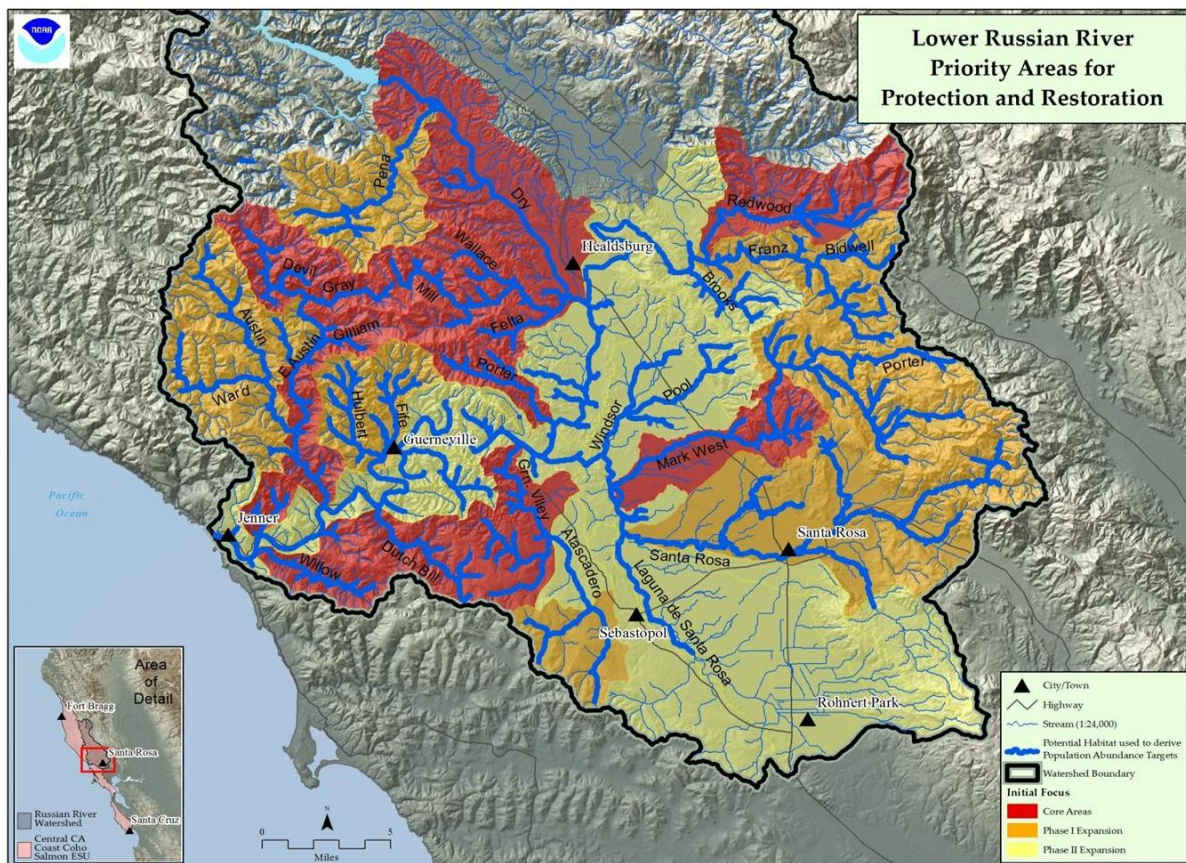 NOAA
Lower Russian River
Priority Areas for
Protection and Restoration
Pena
Dry
Redwood
Wallace
Healdsburg
Franz
Bidwell
Devil
Gray
Mill
Brooks
Austin
Gilliam
Felta
E. Austin
Porter
Porter
Ward
Hulbert
Fife
Pool
Windsor
Guerneville
Mark West
Grn. Vlley
Pacific
Ocean
Jenner
Santa Rosa
Santa Rosa
Willow
Dutch Bill
Atascadero
Laguna de Santa Rosa
Sebastopol
Rohnert Park
Area
of
Detail
Fort Bragg
Santa Rosa
Santa Cruz
Russian River
Watershed
Central CA
Coast Coho
Salmon ESU
N
0 5
Miles
City/Town
Highway
Stream (1:24,000)
Potential Habitat used to derive
Population Abundance Targets
Watershed Boundary
Initial Focus
Core Areas
Phase I Expansion
Phase II Expansion